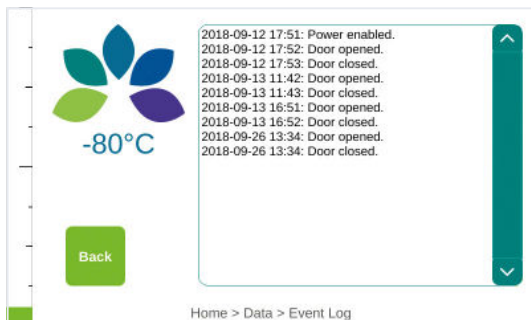 2018-09-12 17:51: Power enabled.
2018-09-12 17:52: Door opened.
2018-09-12 17:53: Door closed.
2018-09-13 11:42: Door opened.
2018-09-13 11:43: Door closed.
2018-09-13 16:51: Door opened.
2018-09-13 16:52: Door closed.
2018-09-26 13:34: Door opened.
2018-09-26 13:34: Door closed.
-80°C
Back
Home > Data > Event Log